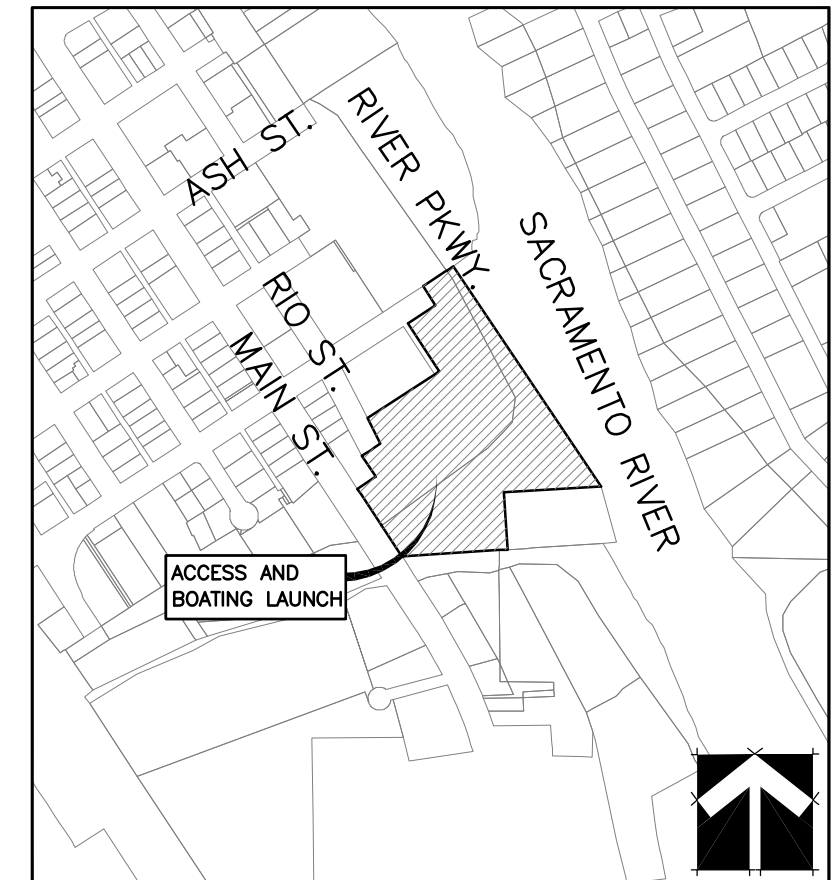 ASH ST.
RIVER PKWY.
SACRAMENTO RIVER
RIO ST.
MAIN ST.
ACCESS AND
BOATING LAUNCH